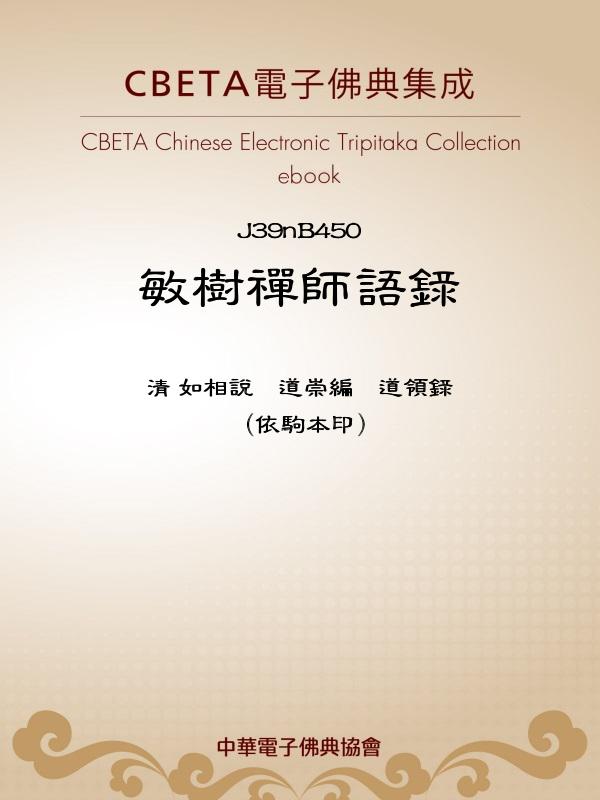 CBETA電子佛典集成
CBETA Chinese Electronic Tripitaka Collection
ebook
J39nB450
敏樹禪師語錄
清 如相說　道崇編　道領錄
（依駒本印）
中華電子佛典協會